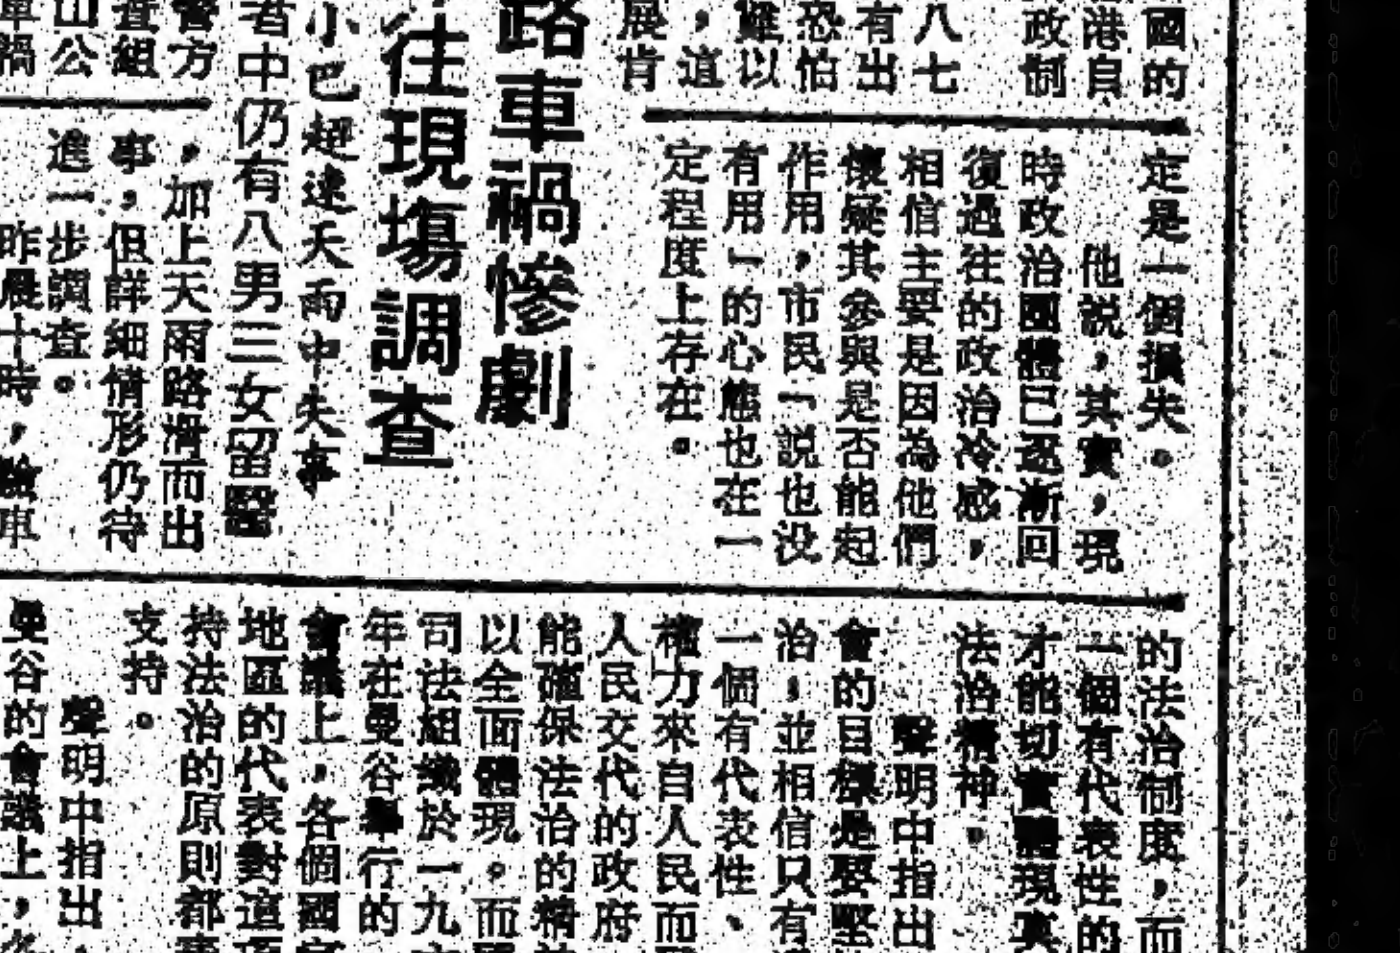 國的
港自
政制
八七
有出
恐怕
難以
，這
展肯
定是一個損失。
他説，其實，現
時政治團體已逐漸回
復過往的政治冷感，
相信主要是因為他們
懷疑其參與是否能起
作用，市民「説也没
有用」的心態也在一
定程度上存在。
路車禍慘劇
往現場調查
小巴超速天雨中失事
者中仍有八男三女留醫
警方
查組
山公
車禍
，加上天雨路滑而出
事，但詳細情形仍待
進一步調查。
昨晨十時，驗車
的法治制度，而
一個有代表性的
才能切實體現真
法治精神。
聲明中指出
會的目標是要堅
治，並相信只有
一個有代表性、
權力來自人民而
人民交代的政府
能確保法治的精
以全面體現。而
司法組織於一九
年在曼谷舉行的
會議上，各個國家
地區的代表對這項
持法治的原則都
支持。
聲明中指出，
曼谷的會議上，